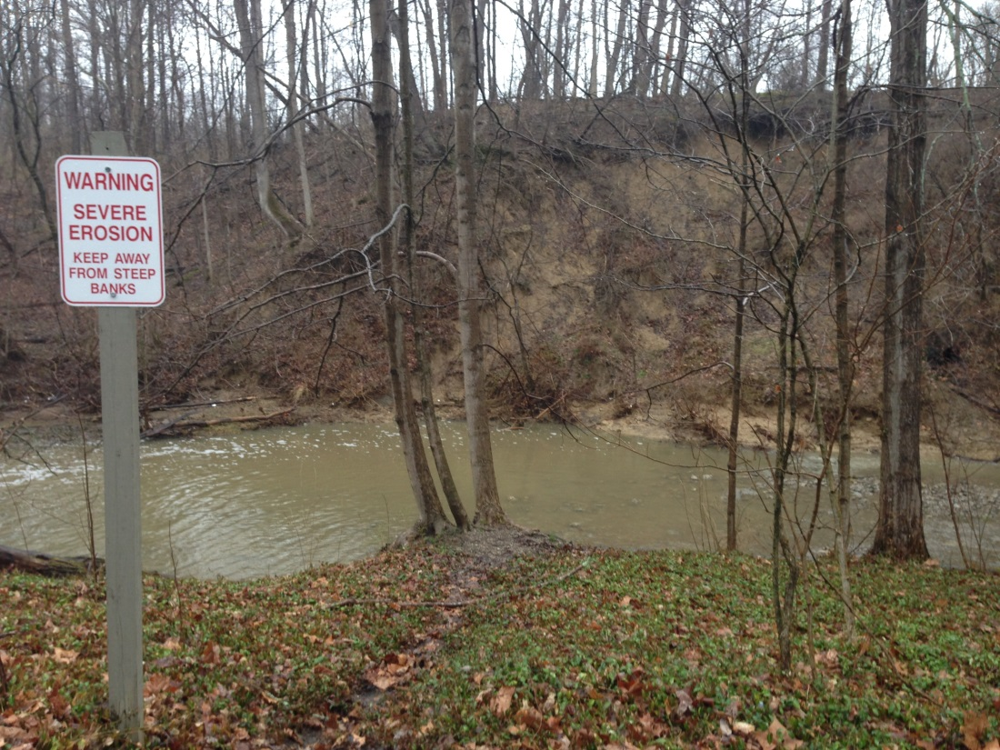 WARNING
SEVERE
EROSION
KEEP AWAY
FROM STEEP
BANKS